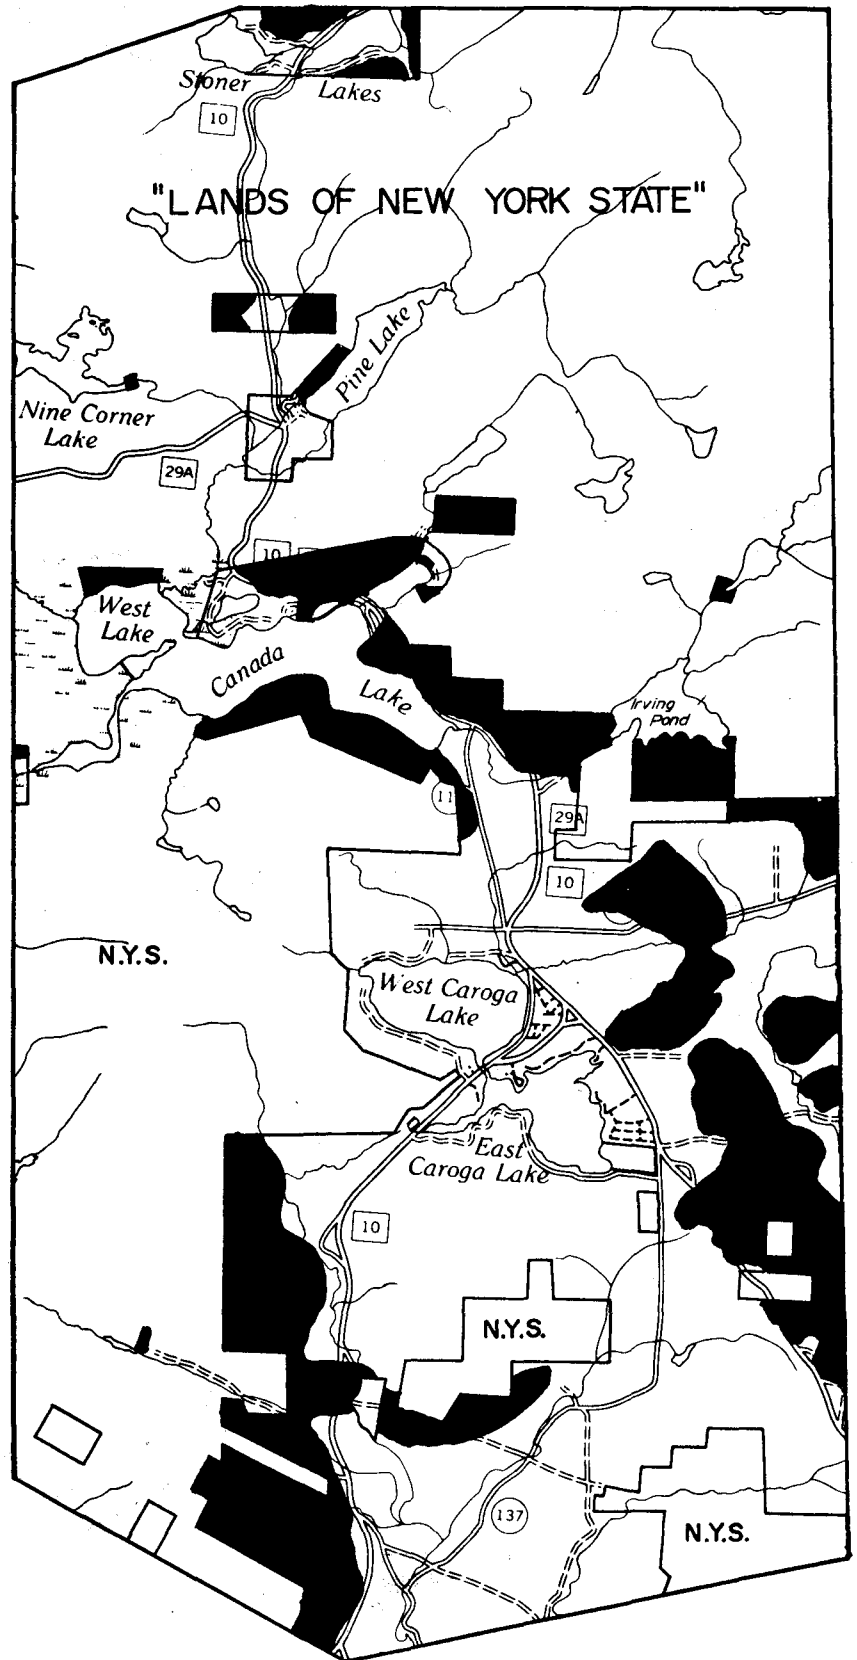 Stoner Lakes
10
"LANDS OF NEW YORK STATE"
Pine Lake
Nine Corner
Lake
29A
10
West
Lake
Canada Lake
Irving
Pond
11
29A
10
N.Y.S.
West Caroga
Lake
East
Caroga Lake
10
N.Y.S.
137
N.Y.S.